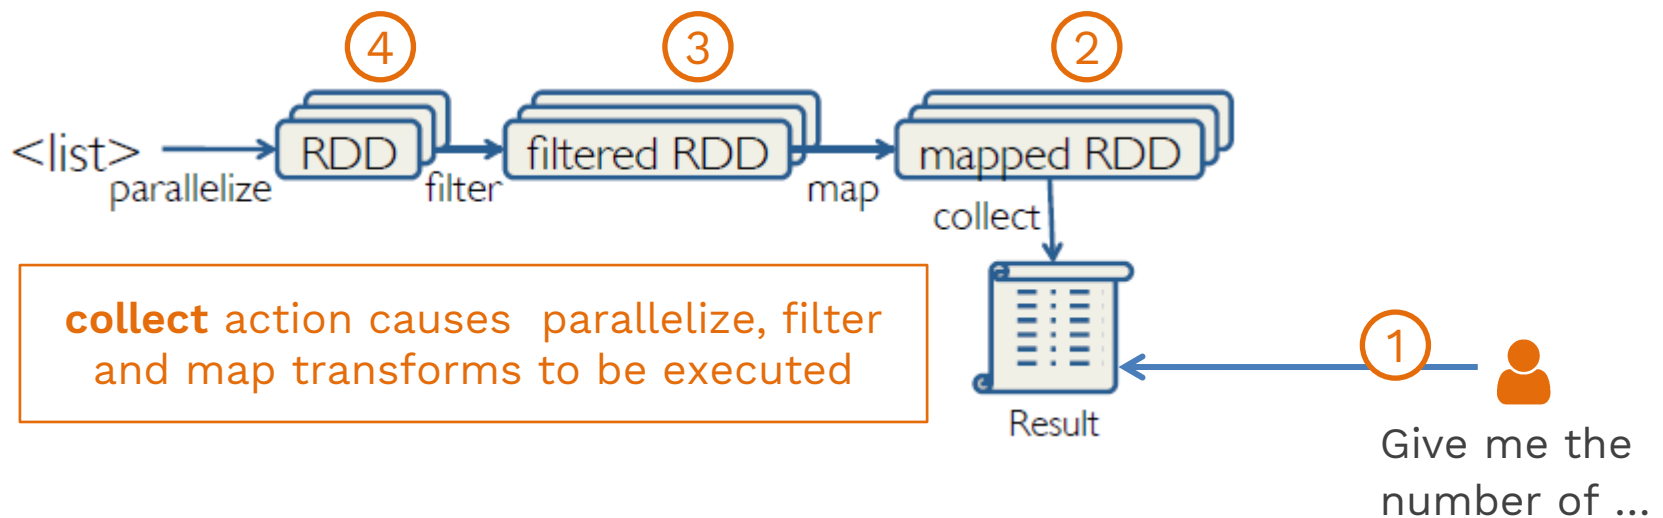 4
3
2
<list>
RDD
filtered RDD
mapped RDD
parallelize
filter
map
collect
collect action causes  parallelize, filter
and map transforms to be executed
1
Result
Give me the
number of ...